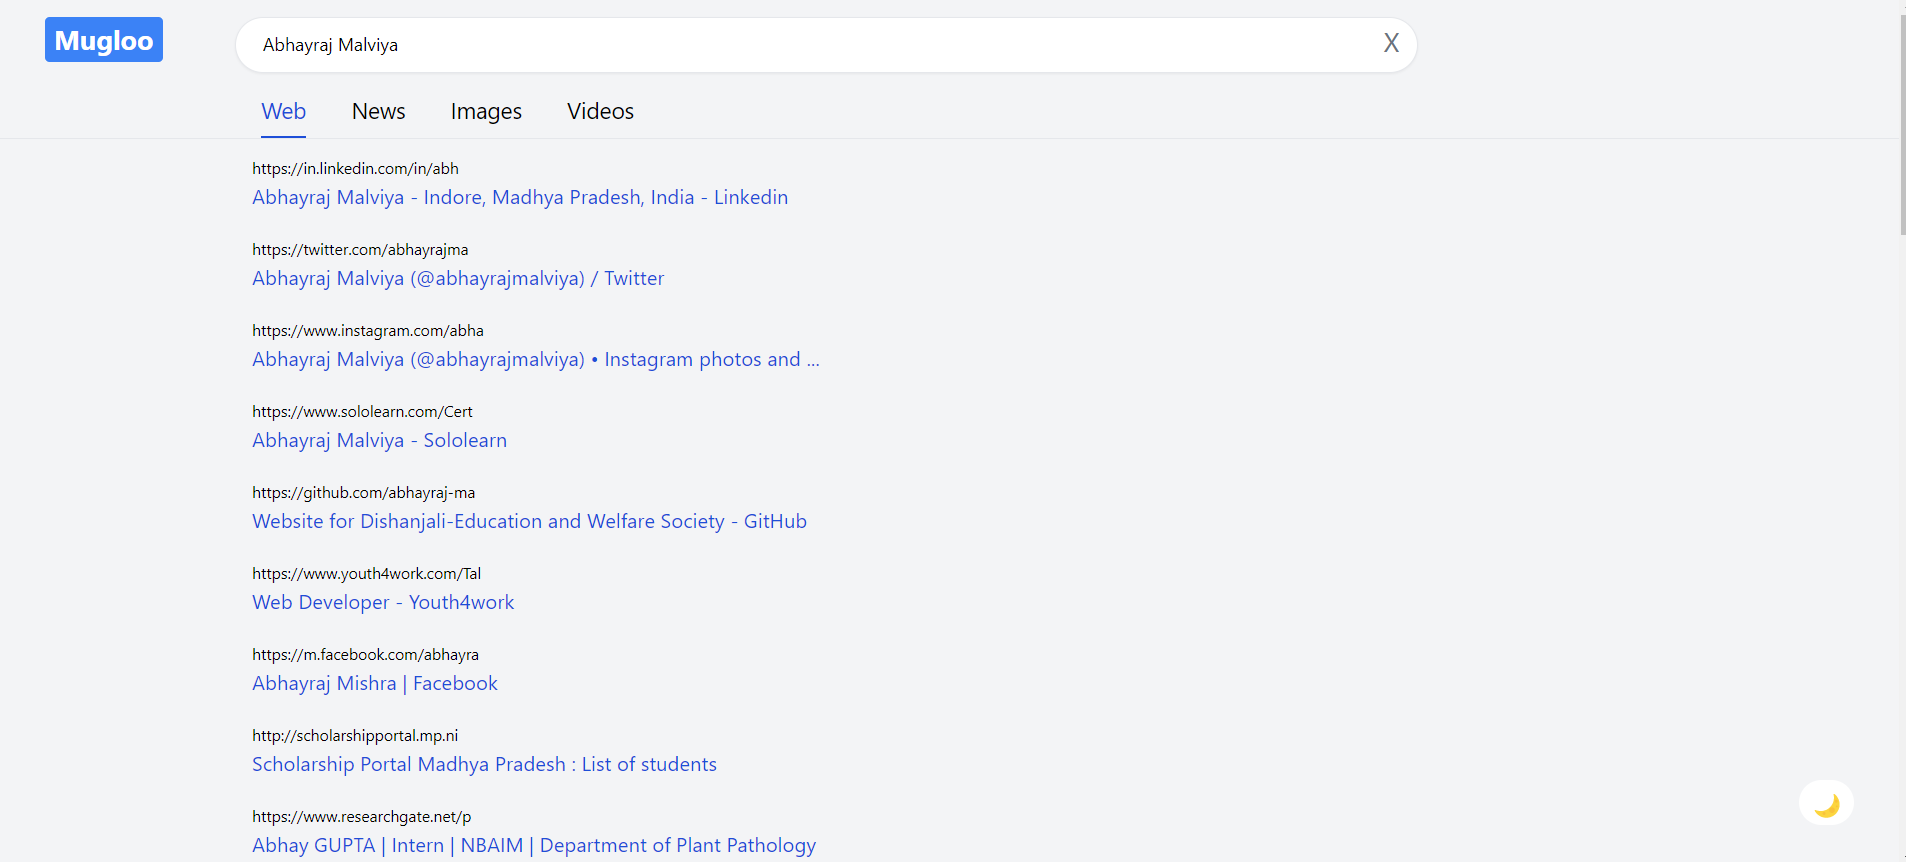 Mugloo
Abhayraj Malviya X
Web News Images Videos
https://in.linkedin.com/in/abh
Abhayraj Malviya - Indore, Madhya Pradesh, India - Linkedin
https://twitter.com/abhayrajma
Abhayraj Malviya (@abhayrajmalviya) / Twitter
https://www.instagram.com/abha
Abhayraj Malviya (@abhayrajmalviya) • Instagram photos and ...
https://www.sololearn.com/Cert
Abhayraj Malviya - Sololearn
https://github.com/abhayraj-ma
Website for Dishanjali-Education and Welfare Society - GitHub
https://www.youth4work.com/Tal
Web Developer - Youth4work
https://m.facebook.com/abhayra
Abhayraj Mishra | Facebook
http://scholarshipportal.mp.ni
Scholarship Portal Madhya Pradesh : List of students
https://www.researchgate.net/p
Abhay GUPTA | Intern | NBAIM | Department of Plant Pathology